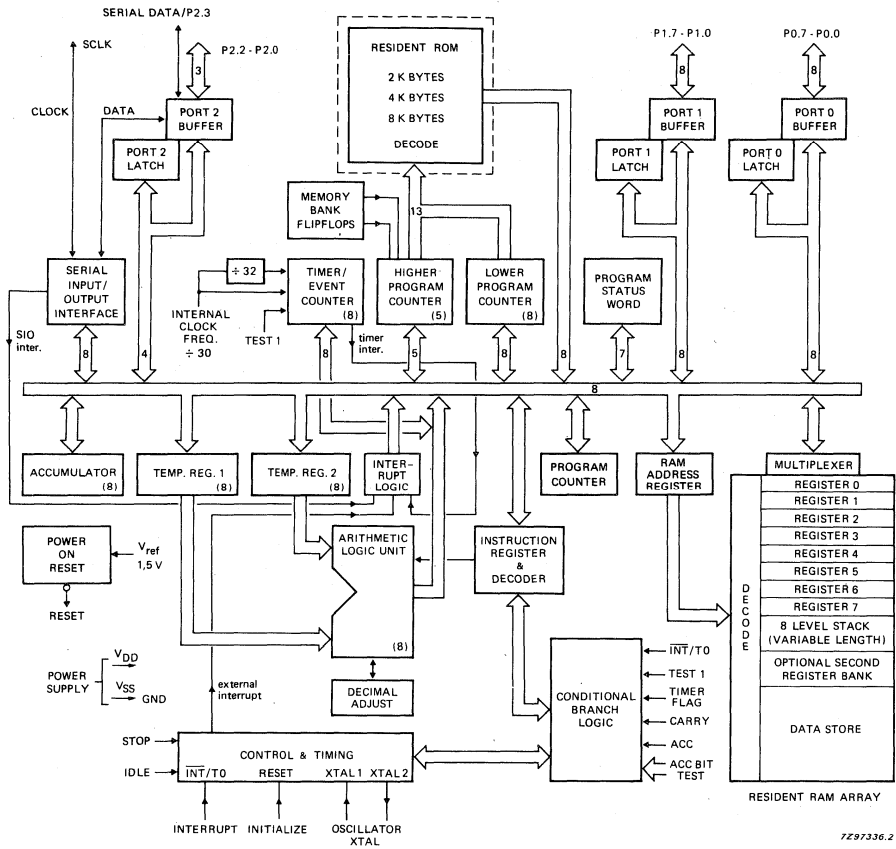 SERIAL DATA/P2.3
SCLK
P2.2 - P2.0
3
CLOCK
DATA
PORT 2
BUFFER
PORT 2
LATCH
RESIDENT ROM
2 K BYTES
4 K BYTES
8 K BYTES
DECODE
P1.7 - P1.0
8
PORT 1
BUFFER
PORT 1
LATCH
P0.7 - P0.0
8
PORT 0
BUFFER
PORT 0
LATCH
MEMORY
BANK
FLIPFLOPS
13
SERIAL
INPUT/
OUTPUT
INTERFACE
÷ 32
TIMER/
EVENT
COUNTER
(8)
HIGHER
PROGRAM
COUNTER
(5)
LOWER
PROGRAM
COUNTER
(8)
PROGRAM
STATUS
WORD
INTERNAL
CLOCK
FREQ.
÷ 30
TEST 1
timer
inter.
SIO
inter.
8
4
8
5
8
8
7
8
8
8
ACCUMULATOR
(8)
TEMP. REG. 1
(8)
TEMP. REG. 2
(8)
INTER-
RUPT
LOGIC
PROGRAM
COUNTER
RAM
ADDRESS
REGISTER
MULTIPLEXER
REGISTER 0
REGISTER 1
REGISTER 2
REGISTER 3
REGISTER 4
REGISTER 5
REGISTER 6
REGISTER 7
8 LEVEL STACK
(VARIABLE LENGTH)
OPTIONAL SECOND
REGISTER BANK
DATA STORE
DECODE
RESIDENT RAM ARRAY
POWER
ON
RESET
Vref
1,5 V
RESET
ARITHMETIC
LOGIC UNIT
(8)
INSTRUCTION
REGISTER
&
DECODER
DECIMAL
ADJUST
POWER
SUPPLY
VDD
VSS
GND
external
interrupt
CONDITIONAL
BRANCH
LOGIC
I̅N̅T̅/T0
TEST 1
TIMER
FLAG
CARRY
ACC
ACC BIT
TEST
STOP
IDLE
CONTROL & TIMING
I̅N̅T̅/T0 RESET XTAL 1 XTAL 2
INTERRUPT
INITIALIZE
OSCILLATOR
XTAL
7Z97336.2